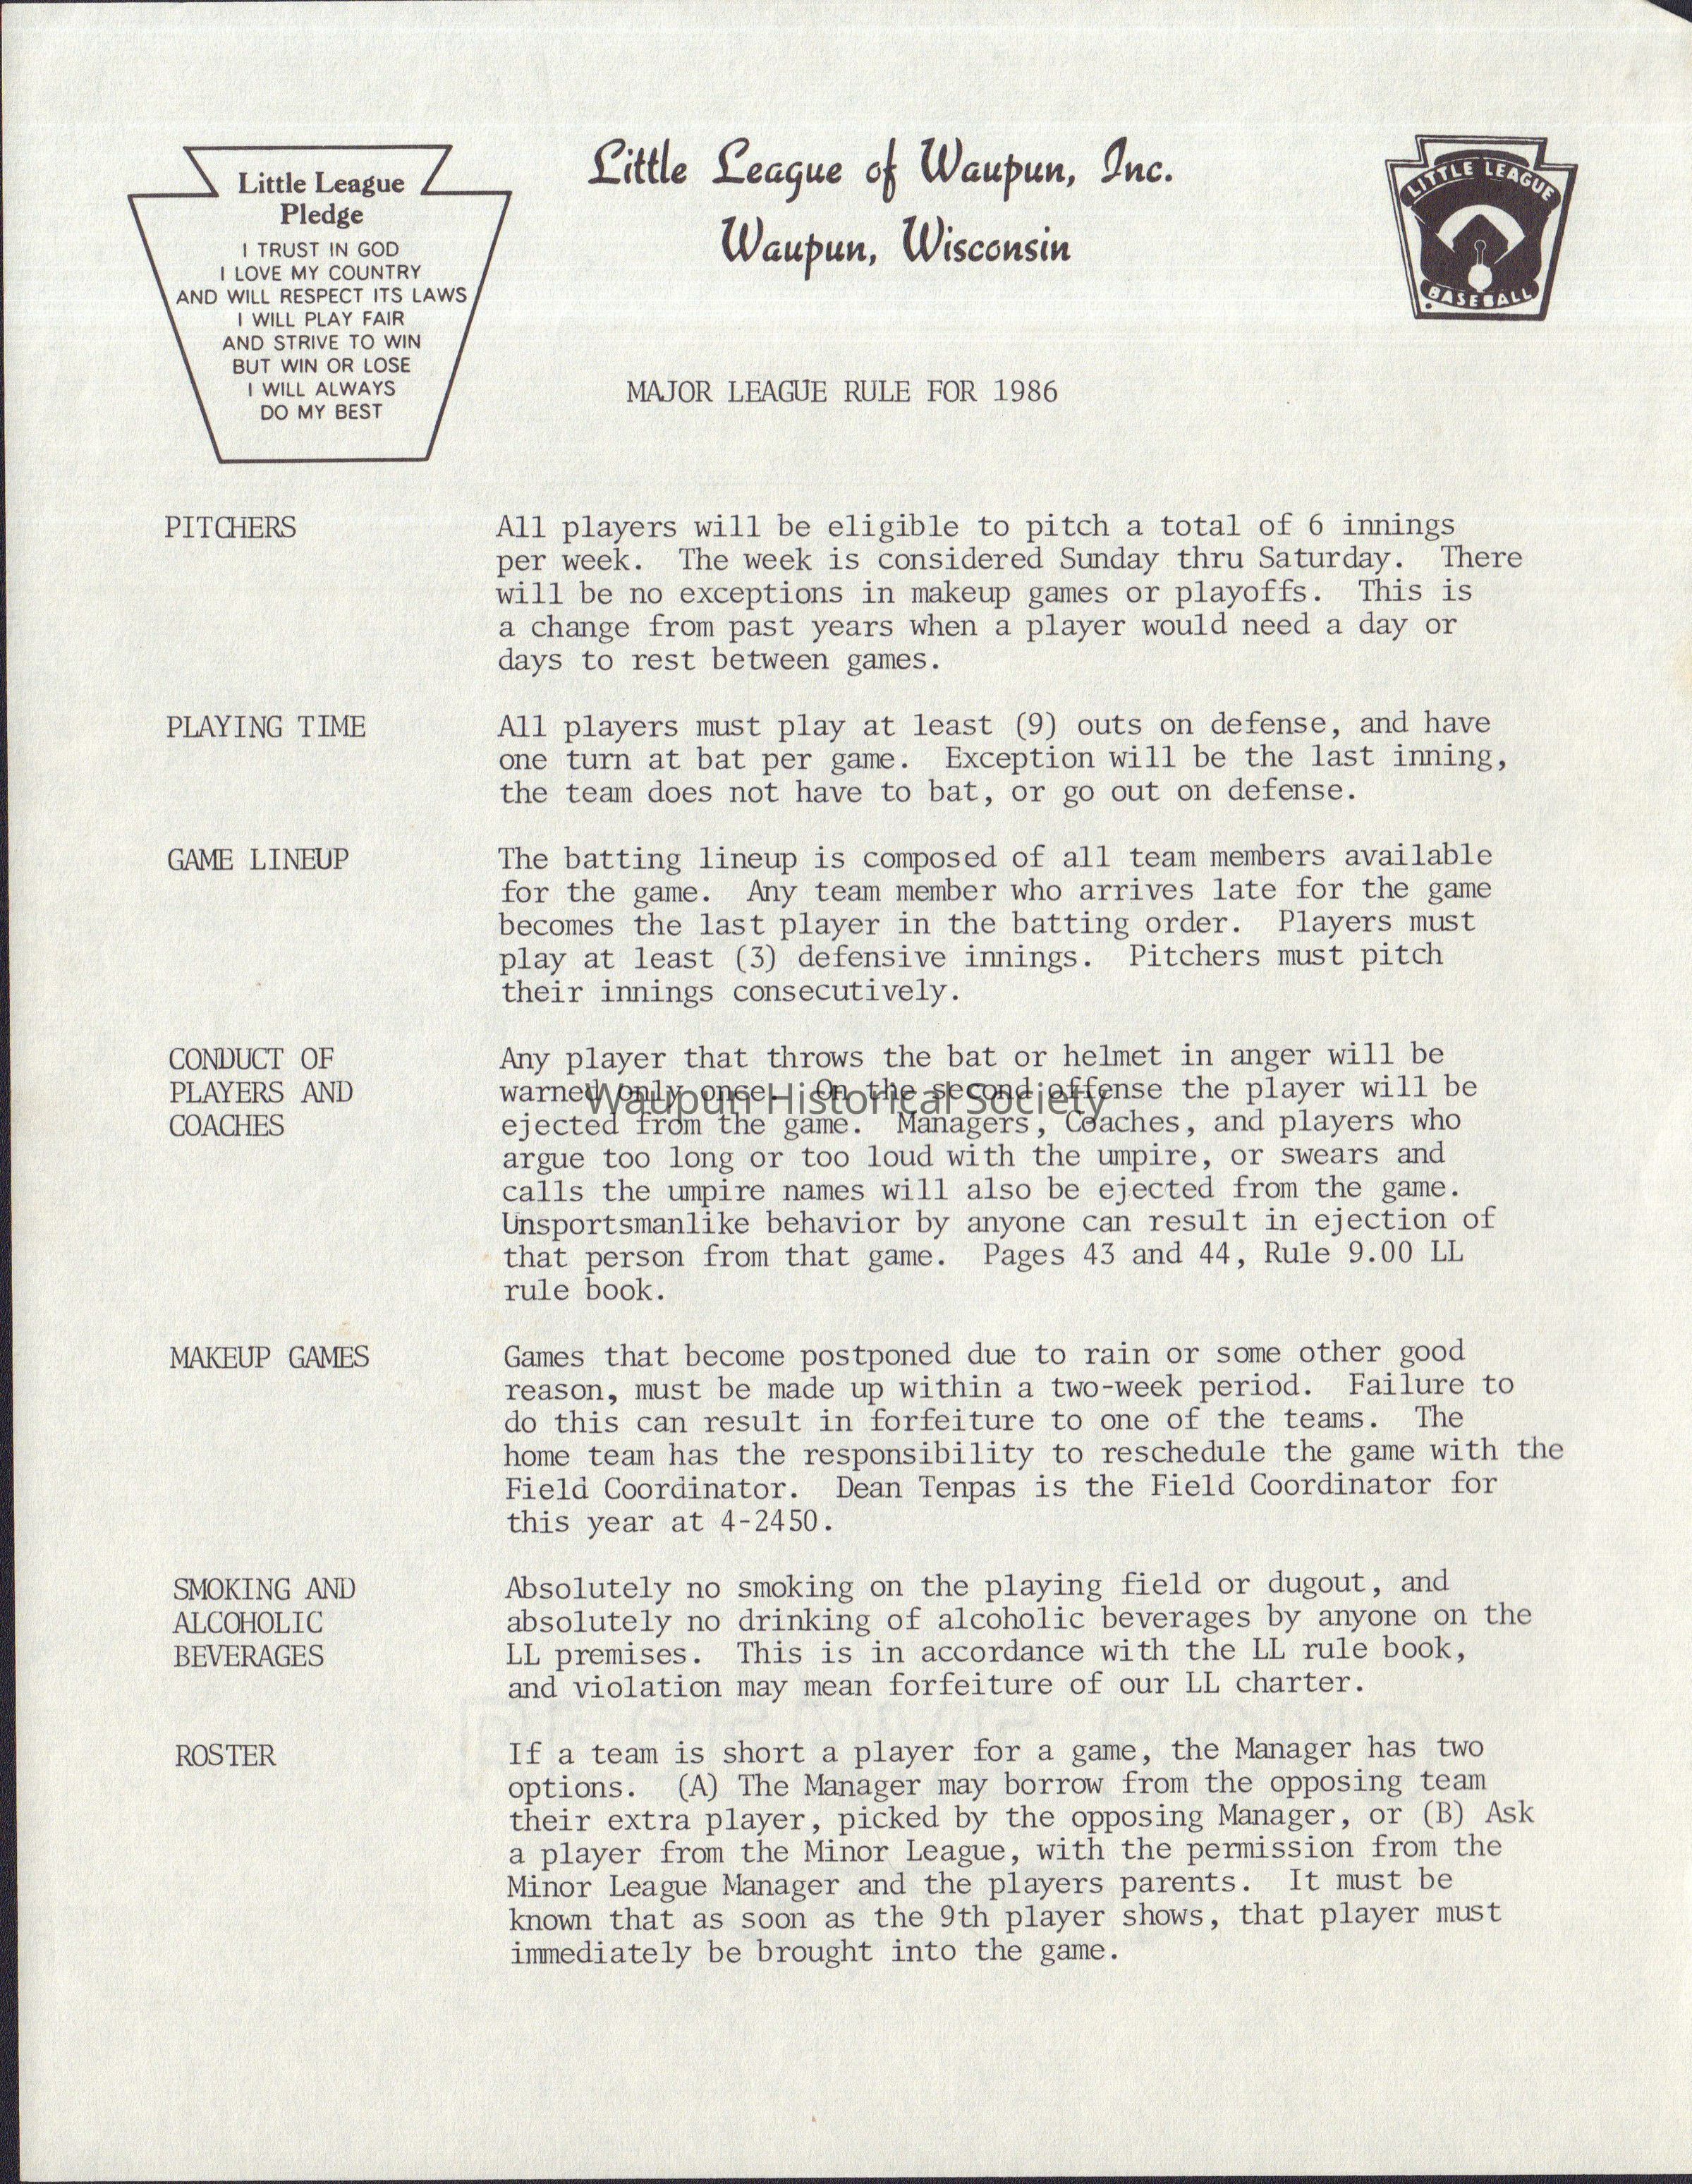 Little League
Pledge
I TRUST IN GOD
I LOVE MY COUNTRY
AND WILL RESPECT ITS LAWS
I WILL PLAY FAIR
AND STRIVE TO WIN
BUT WIN OR LOSE
I WILL ALWAYS
DO MY BEST
Little League of Waupun, Inc.
Waupun, Wisconsin
LITTLE LEAGUE
BASEBALL
MAJOR LEAGUE RULE FOR 1986
PITCHERS
All players will be eligible to pitch a total of 6 innings
per week. The week is considered Sunday thru Saturday. There
will be no exceptions in makeup games or playoffs. This is
a change from past years when a player would need a day or
days to rest between games.
PLAYING TIME
All players must play at least (9) outs on defense, and have
one turn at bat per game. Exception will be the last inning,
the team does not have to bat, or go out on defense.
GAME LINEUP
The batting lineup is composed of all team members available
for the game. Any team member who arrives late for the game
becomes the last player in the batting order. Players must
play at least (3) defensive innings. Pitchers must pitch
their innings consecutively.
CONDUCT OF
PLAYERS AND
COACHES
Any player that throws the bat or helmet in anger will be
warned only once. On the second offense the player will be
ejected from the game. Managers, Coaches, and players who
argue too long or too loud with the umpire, or swears and
calls the umpire names will also be ejected from the game.
Unsportsmanlike behavior by anyone can result in ejection of
that person from that game. Pages 43 and 44, Rule 9.00 LL
rule book.
Waupun Historical Society
MAKEUP GAMES
Games that become postponed due to rain or some other good
reason, must be made up within a two-week period. Failure to
do this can result in forfeiture to one of the teams. The
home team has the responsibility to reschedule the game with the
Field Coordinator. Dean Tenpas is the Field Coordinator for
this year at 4-2450.
SMOKING AND
ALCOHOLIC
BEVERAGES
Absolutely no smoking on the playing field or dugout, and
absolutely no drinking of alcoholic beverages by anyone on the
LL premises. This is in accordance with the LL rule book,
and violation may mean forfeiture of our LL charter.
ROSTER
If a team is short a player for a game, the Manager has two
options. (A) The Manager may borrow from the opposing team
their extra player, picked by the opposing Manager, or (B) Ask
a player from the Minor League, with the permission from the
Minor League Manager and the players parents. It must be
known that as soon as the 9th player shows, that player must
immediately be brought into the game.